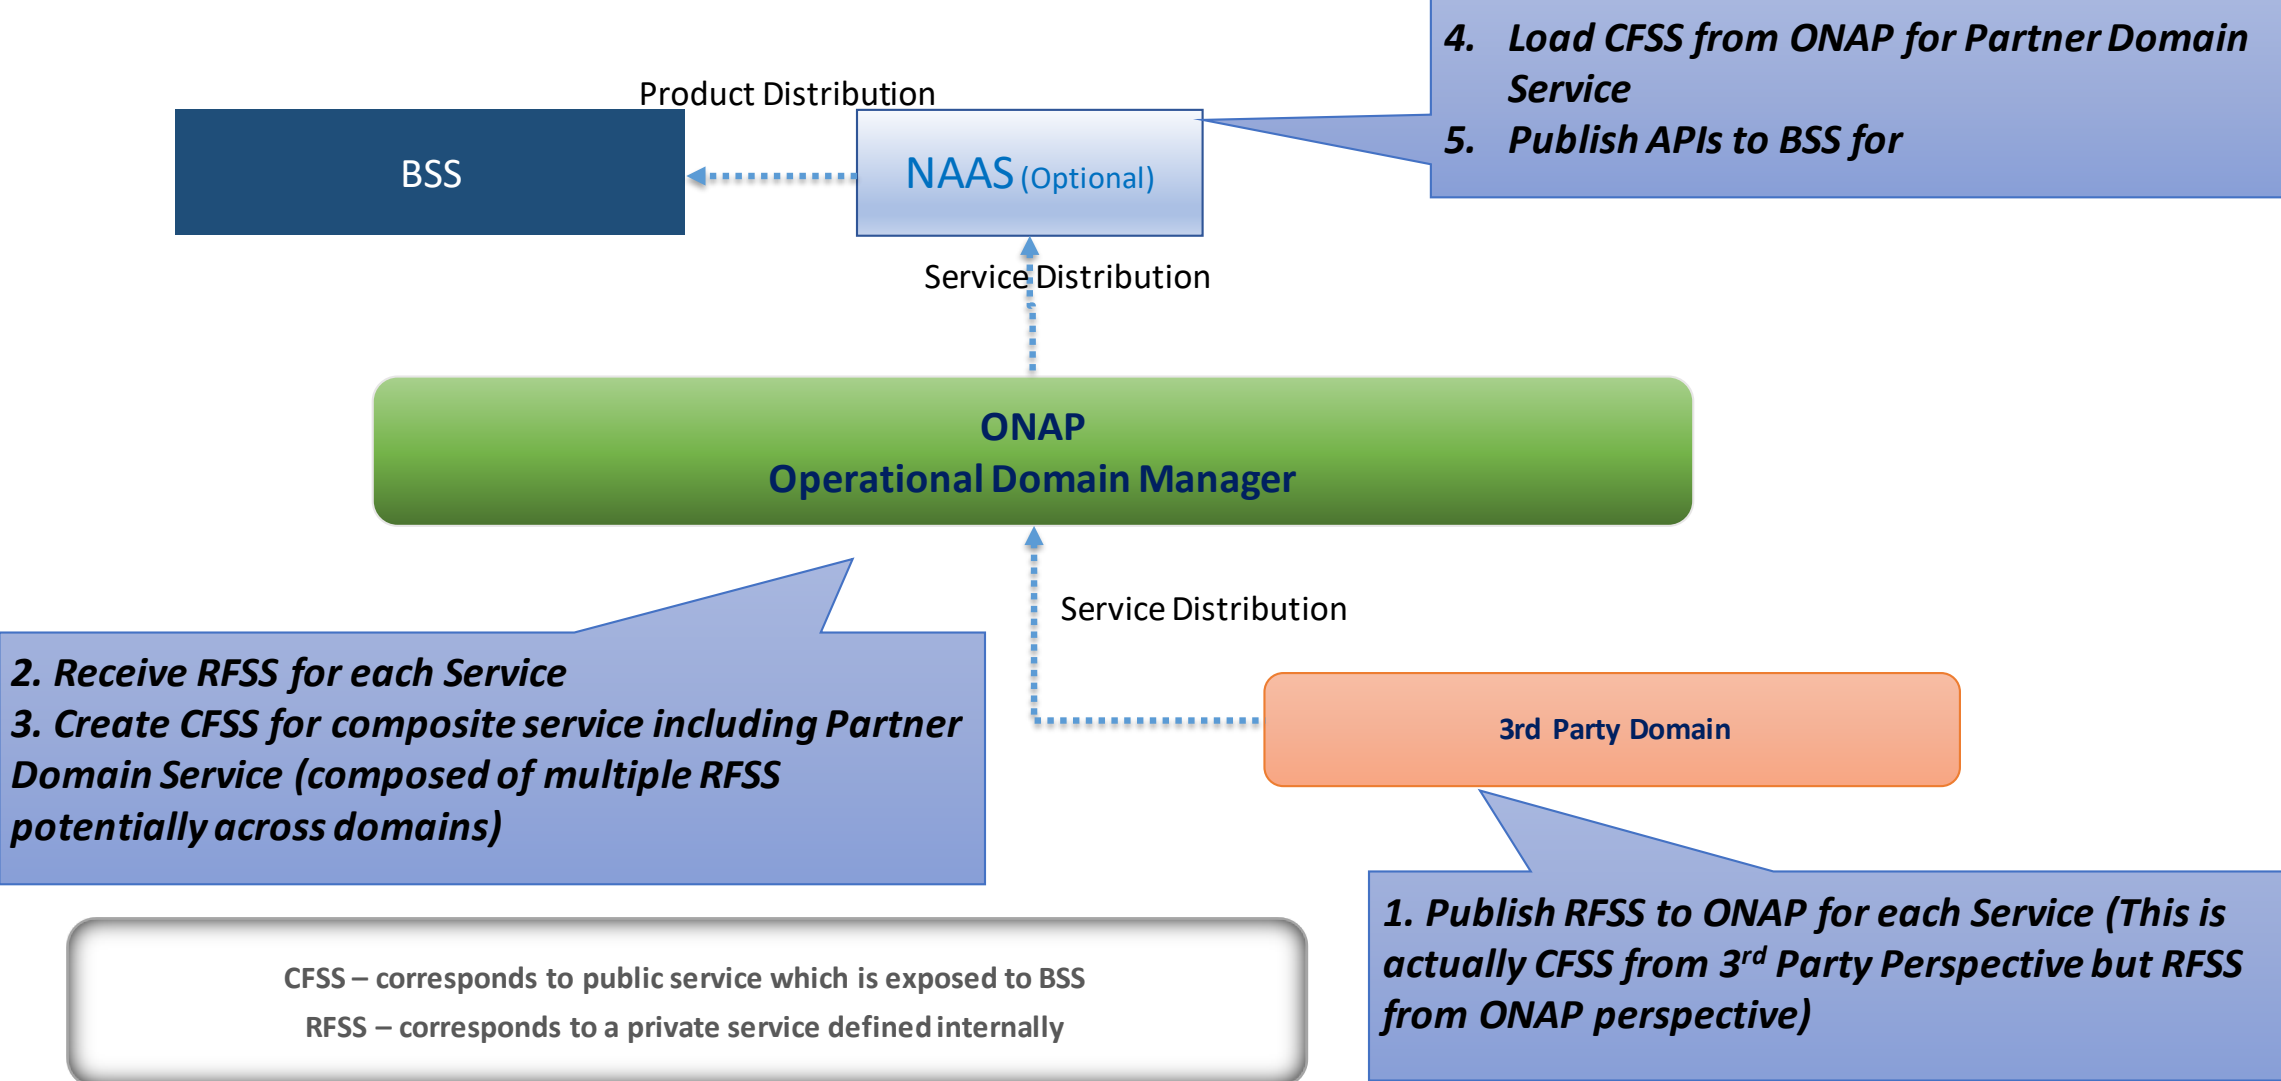 4. Load CFSS from ONAP for Partner Domain
Service
5. Publish APIs to BSS for
Product Distribution
BSS
NAAS (Optional)
Service Distribution
ONAP
Operational Domain Manager
Service Distribution
2. Receive RFSS for each Service
3. Create CFSS for composite service including Partner
Domain Service (composed of multiple RFSS
potentially across domains)
3rd Party Domain
1. Publish RFSS to ONAP for each Service (This is
actually CFSS from 3rd Party Perspective but RFSS
from ONAP perspective)
CFSS – corresponds to public service which is exposed to BSS
RFSS – corresponds to a private service defined internally